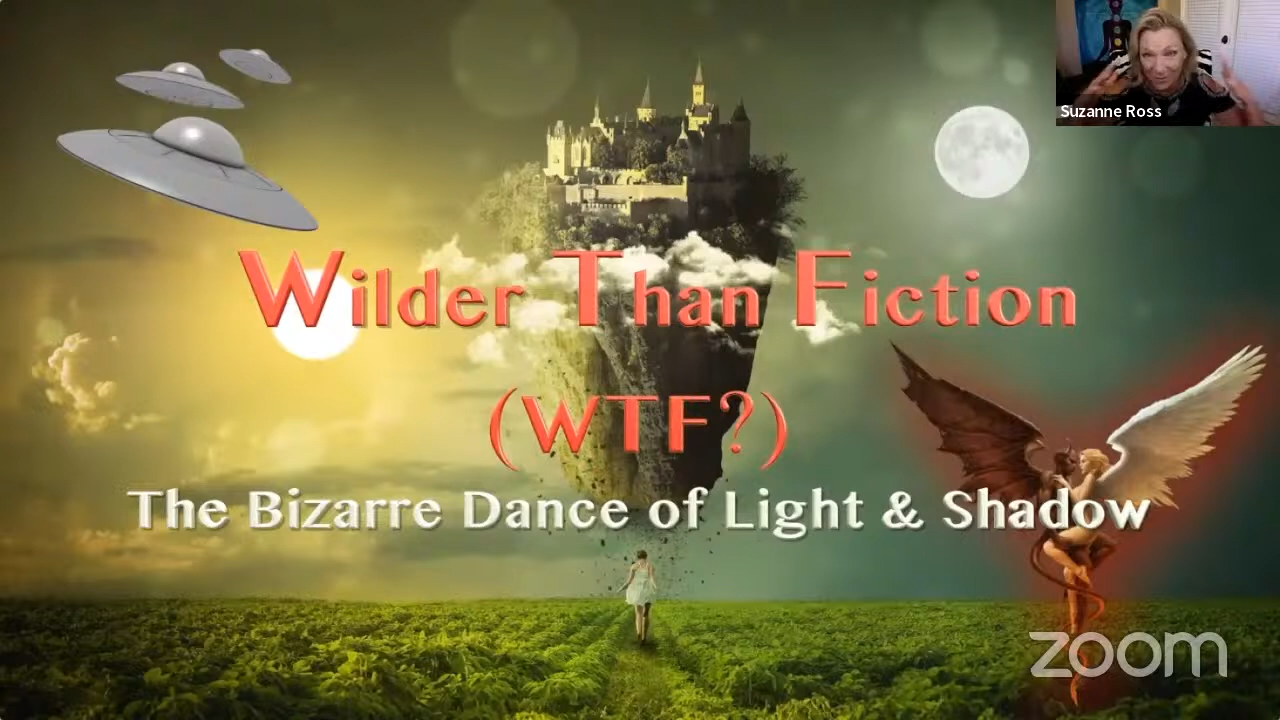 Suzanne Ross
Wilder Than Fiction
(WTF?)
The Bizarre Dance of Light & Shadow
zoom